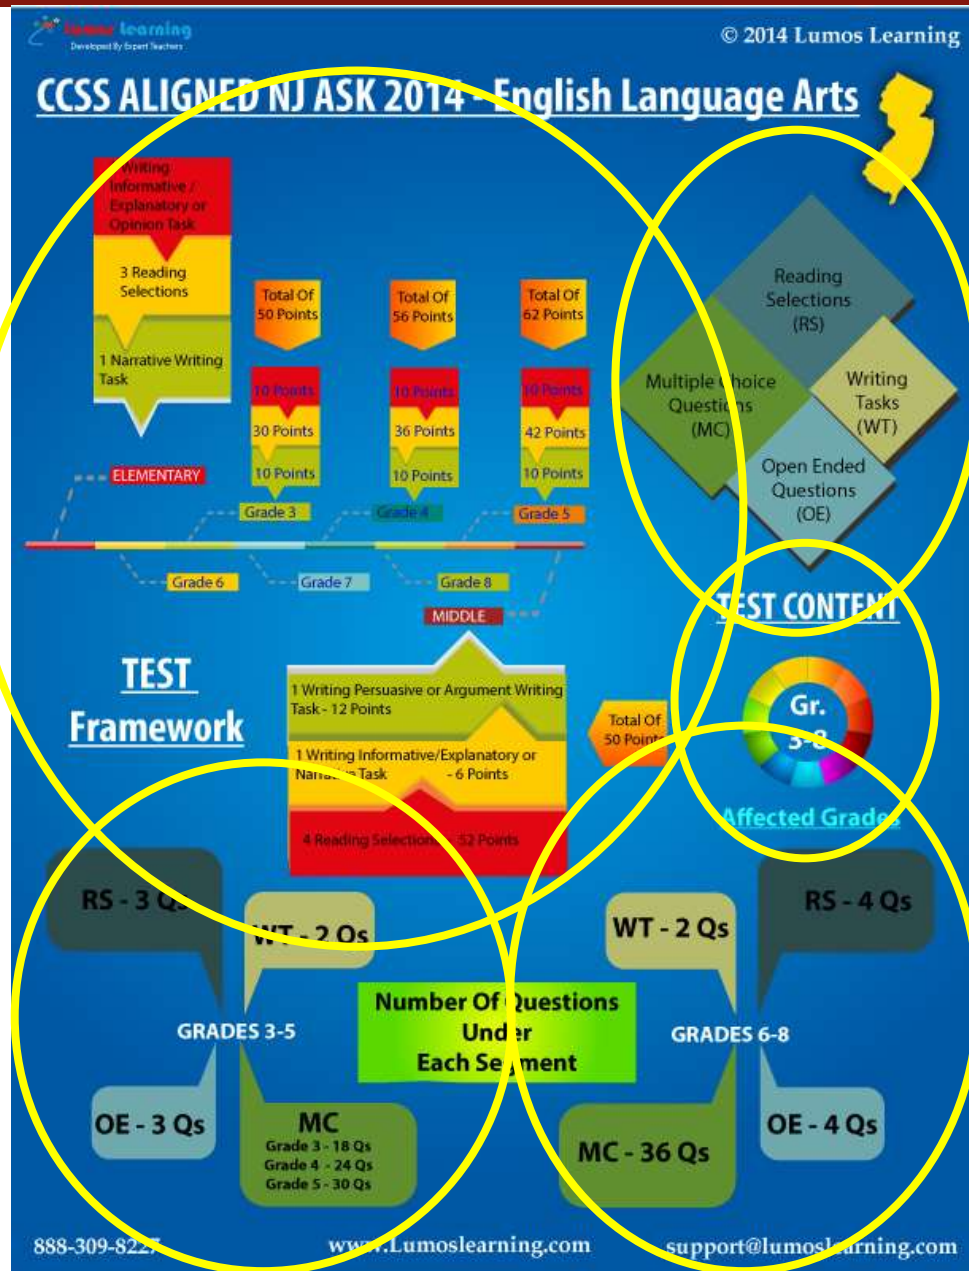 Lumos Learning
Developed By Expert Teachers
© 2014 Lumos Learning
CCSS ALIGNED NJ ASK 2014 - English Language Arts
Writing
Informative /
Explanatory or
Opinion Task
3 Reading
Selections
1 Narrative Writing
Task
Total Of
50 Points
Total Of
56 Points
Total Of
62 Points
10 Points
10 Points
10 Points
30 Points
36 Points
42 Points
10 Points
10 Points
10 Points
ELEMENTARY
Grade 3
Grade 4
Grade 5
Grade 6
Grade 7
Grade 8
MIDDLE
Reading
Selections
(RS)
Multiple Choice
Questions
(MC)
Writing
Tasks
(WT)
Open Ended
Questions
(OE)
TEST CONTENT
TEST
Framework
1 Writing Persuasive or Argument Writing
Task - 12 Points
1 Writing Informative/Explanatory or
Narrative Task - 6 Points
4 Reading Selections - 52 Points
Total Of
50 Points
Gr.
3-8
Affected Grades
RS - 3 Qs
WT - 2 Qs
GRADES 3-5
OE - 3 Qs
MC
Grade 3 - 18 Qs
Grade 4 - 24 Qs
Grade 5 - 30 Qs
Number Of Questions
Under
Each Segment
WT - 2 Qs
RS - 4 Qs
GRADES 6-8
MC - 36 Qs
OE - 4 Qs
888-309-8227
www.Lumoslearning.com
support@lumoslearning.com